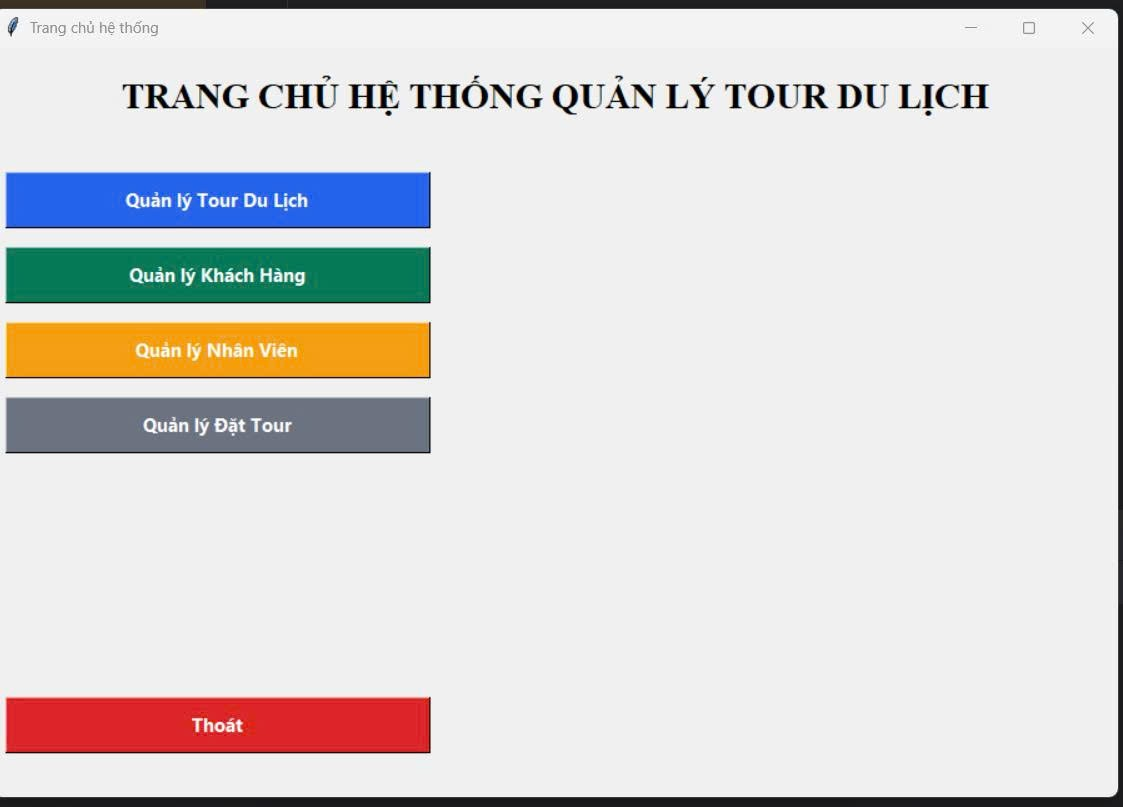 Trang chủ hệ thống
TRANG CHỦ HỆ THỐNG QUẢN LÝ TOUR DU LỊCH
Quản lý Tour Du Lịch
Quản lý Khách Hàng
Quản lý Nhân Viên
Quản lý Đặt Tour
Thoát